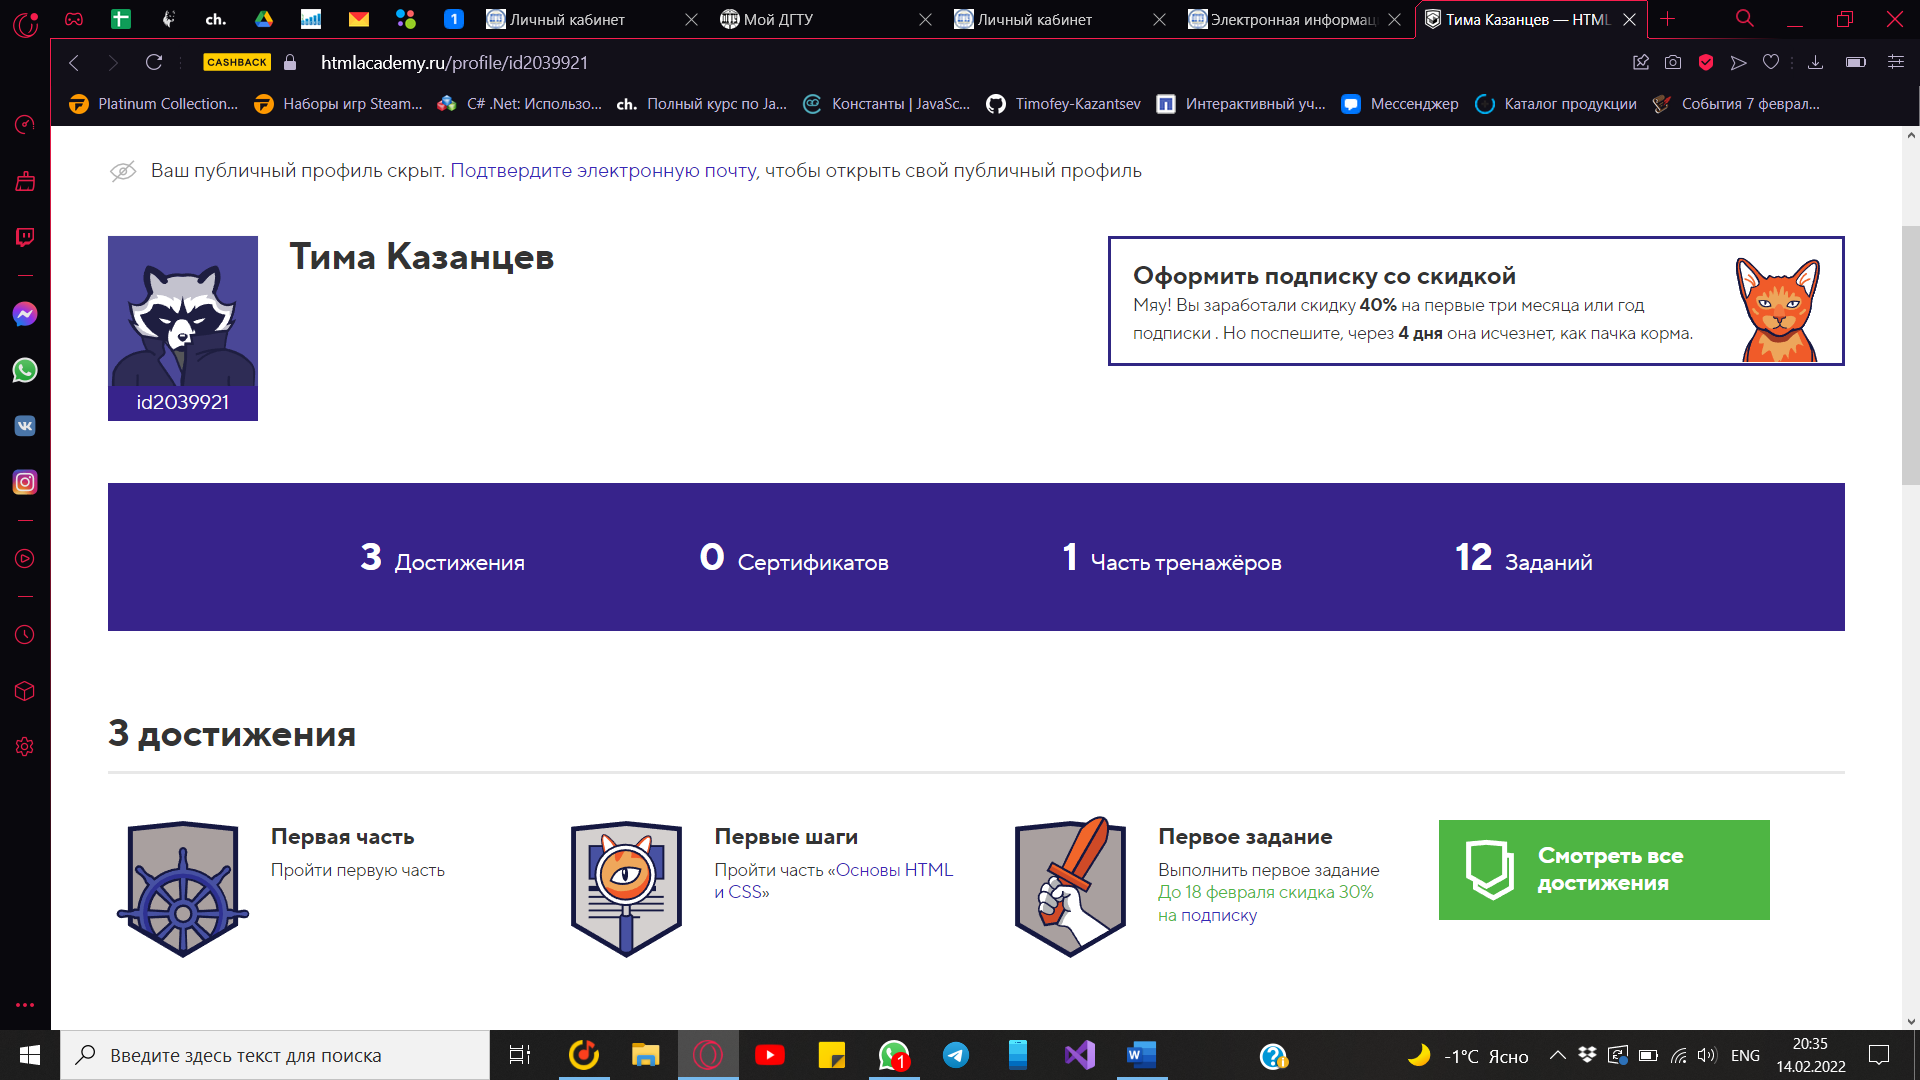 ch.
1
Личный кабинет
Мой ДГТУ
Личный кабинет
Электронная информац
Тима Казанцев — HTML
CASHBACK
htmlacademy.ru/profile/id2039921
Platinum Collection...
Наборы игр Steam...
C# .Net: Использо...
ch.
Полный курс по Ja...
Константы | JavaSc...
Timofey-Kazantsev
Интерактивный уч...
Мессенджер
Каталог продукции
События 7 феврал...
Ваш публичный профиль скрыт. Подтвердите электронную почту, чтобы открыть свой публичный профиль
Тима Казанцев
id2039921
Оформить подписку со скидкой
Мяу! Вы заработали скидку 40% на первые три месяца или год
подписки . Но поспешите, через 4 дня она исчезнет, как пачка корма.
3 Достижения
0 Сертификатов
1 Часть тренажёров
12 Заданий
3 достижения
Первая часть
Пройти первую часть
Первые шаги
Пройти часть «Основы HTML
и CSS»
Первое задание
Выполнить первое задание
До 18 февраля скидка 30%
на подписку
Смотреть все
достижения
Введите здесь текст для поиска
1
W
-1°C Ясно
ENG
20:35
14.02.2022